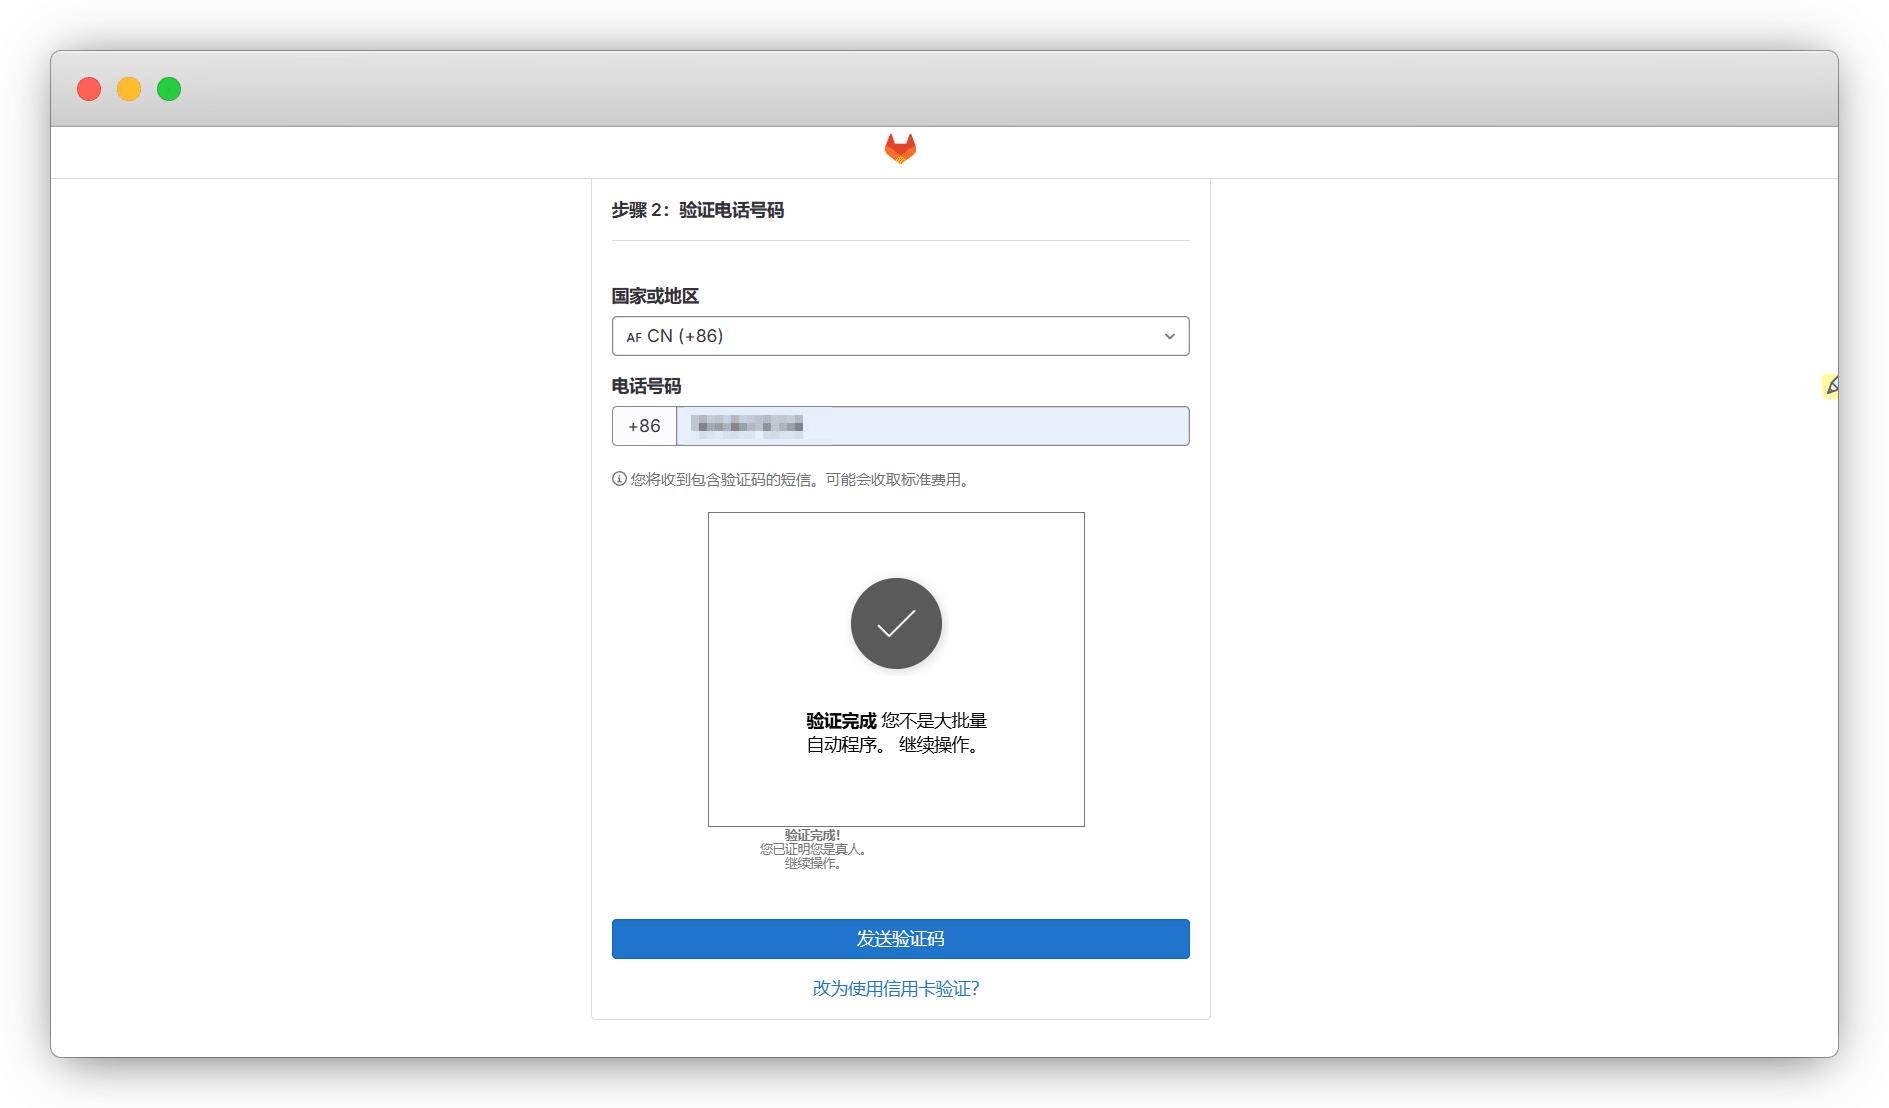 步骤 2：验证电话号码
国家或地区
AF CN (+86)
电话号码
+86
您将收到包含验证码的短信。可能会收取标准费用。
验证完成 您不是大批量
自动程序。 继续操作。
验证完成！
您已证明您是真人。
继续操作。
发送验证码
改为使用信用卡验证？